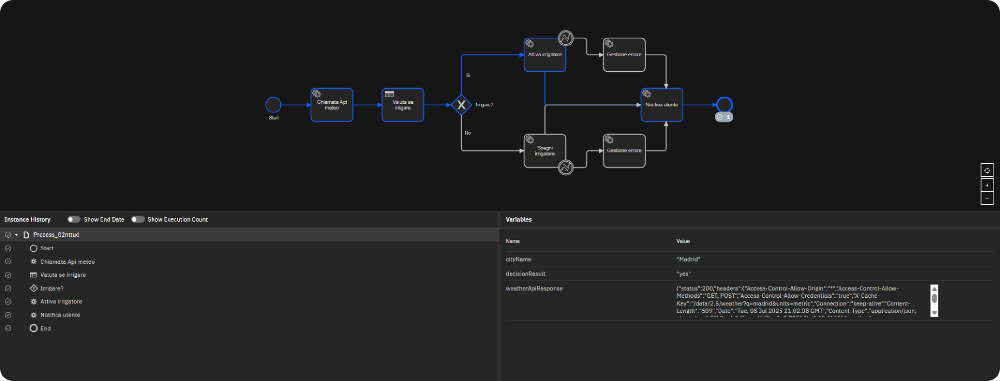 Attiva irrigatore
Gestione errore
Si
Chiamata Api
meteo
Valuta se
irrigare
X
Irrigare?
Notifica utente
Start
1
No
Spegni
irrigatore
Gestione errore
+
−
Instance History
Show End Date
Show Execution Count
Process_02nttud
Start
Chiamata Api meteo
Valuta se irrigare
Irrigare?
Attiva irrigatore
Notifica utente
End
Variables
Name
Value
cityName
"Madrid"
decisionResult
"yes"
weatherApiResponse
{"status":200,"headers":{"Access-Control-Allow-Origin":"*","Access-Control-Allow-
Methods":"GET, POST","Access-Control-Allow-Credentials":"true","X-Cache-
Key":"/data/2.5/weather?q=madrid&units=metric","Connection":"keep-alive","Content-
Length":"509","Date":"Tue, 08 Jul 2025 21:02:08 GMT","Content-Type":"application/json;